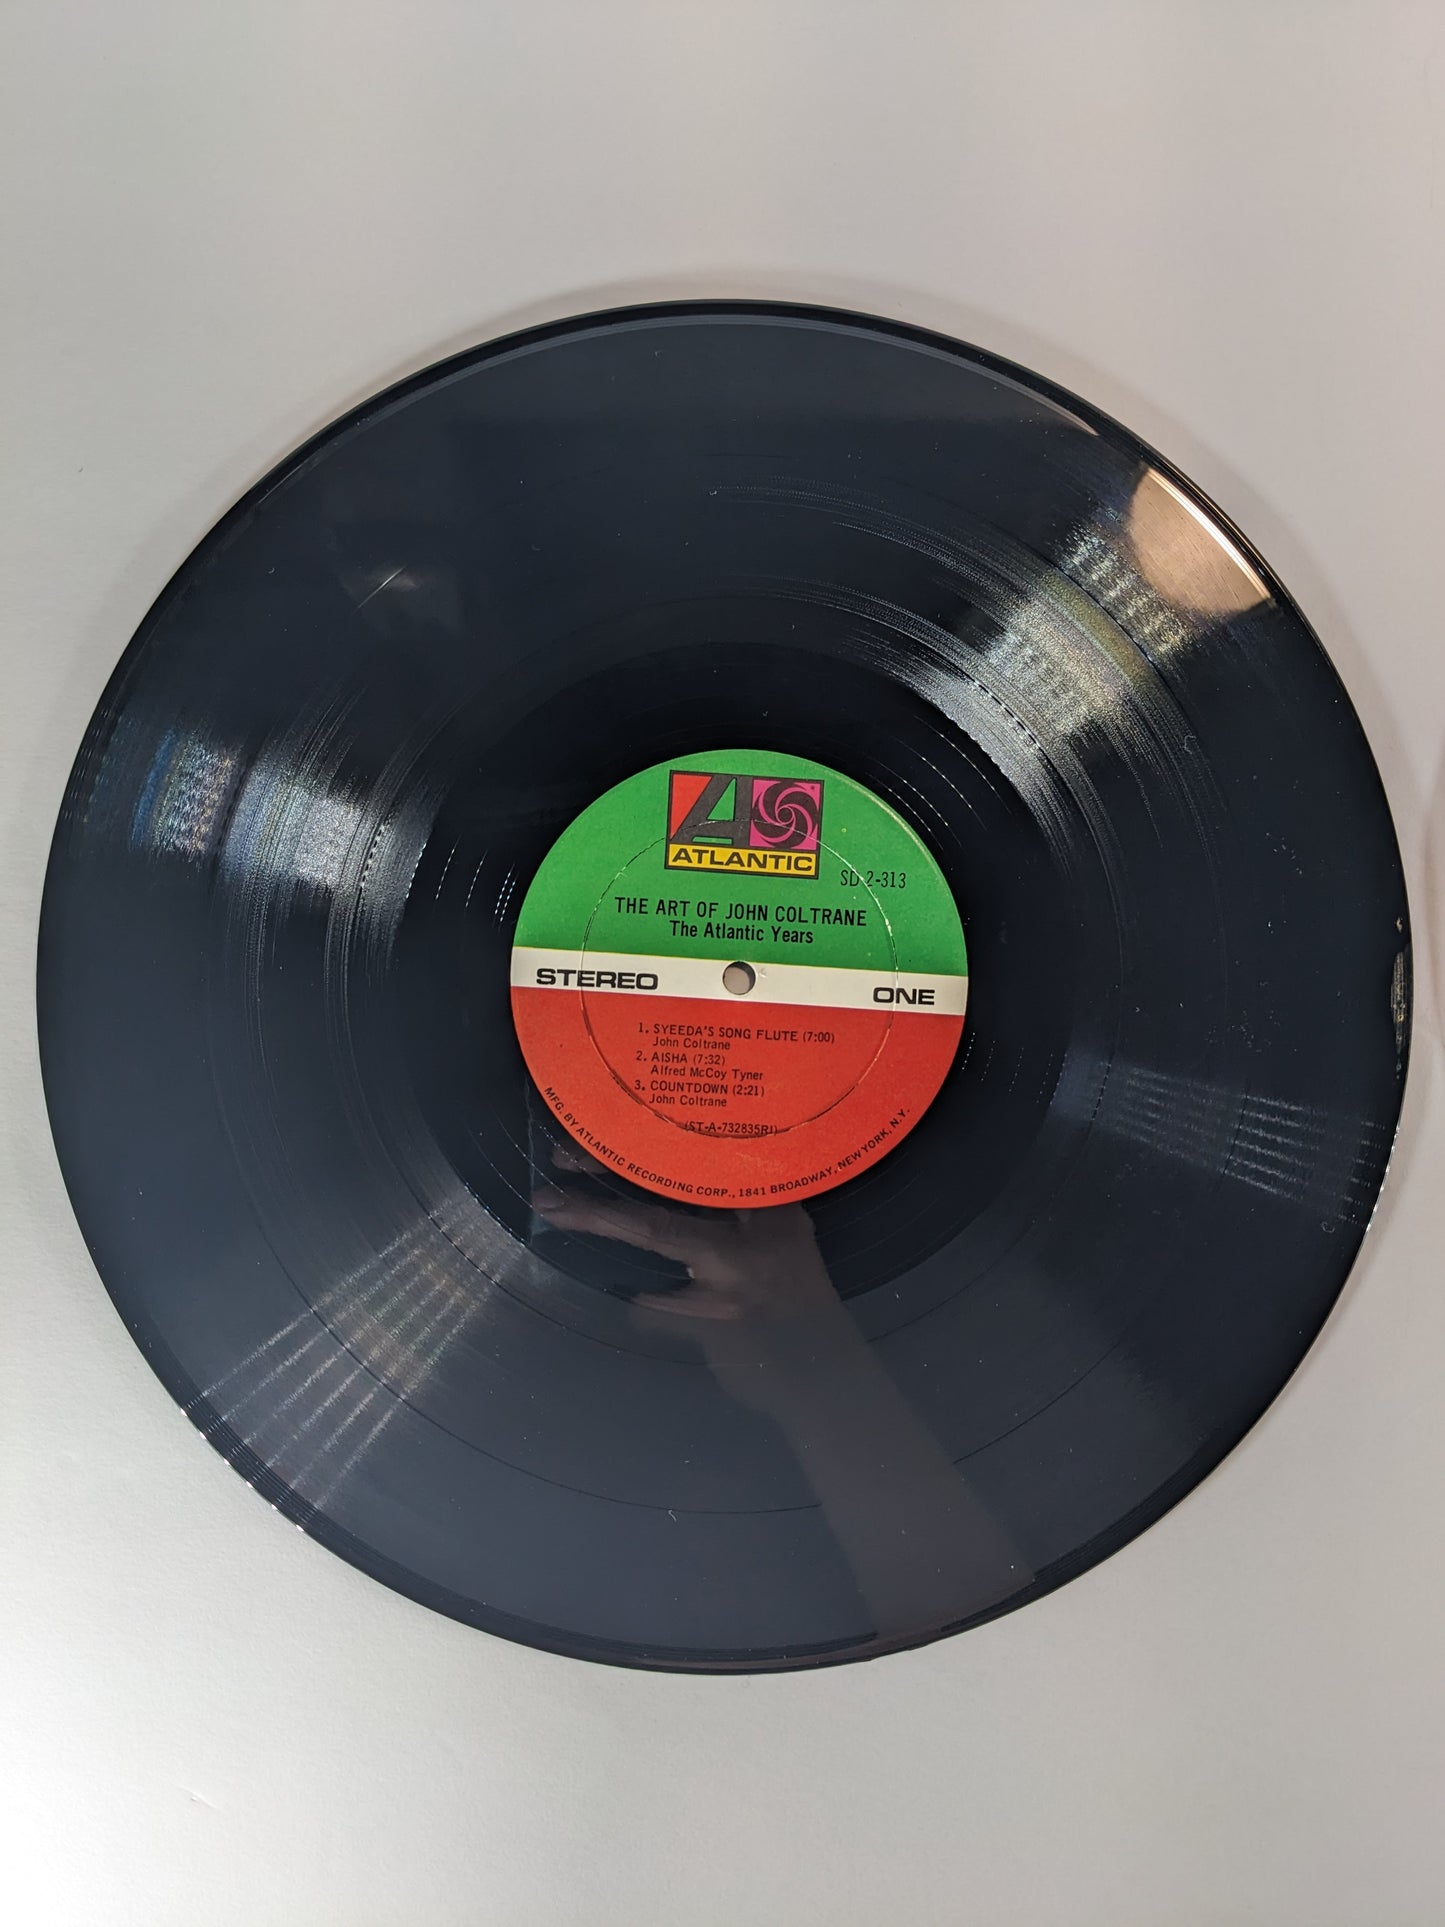 ATLANTIC
SD 2-313
THE ART OF JOHN COLTRANE
The Atlantic Years
STEREO ONE
1. SYEEDA'S SONG FLUTE (7:00)
John Coltrane
2. AISHA (7:32)
Alfred McCoy Tyner
3. COUNTDOWN (2:21)
John Coltrane
(ST-A-732835RI)
MFG. BY ATLANTIC RECORDING CORP., 1841 BROADWAY, NEW YORK, N.Y.